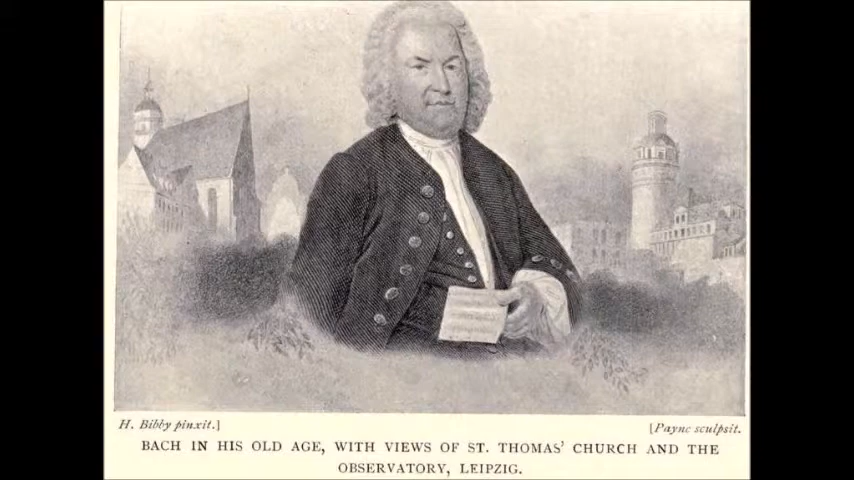 H. Bibby pinxit.]
[Payne sculpsit.
BACH IN HIS OLD AGE, WITH VIEWS OF ST. THOMAS' CHURCH AND THE
OBSERVATORY, LEIPZIG.